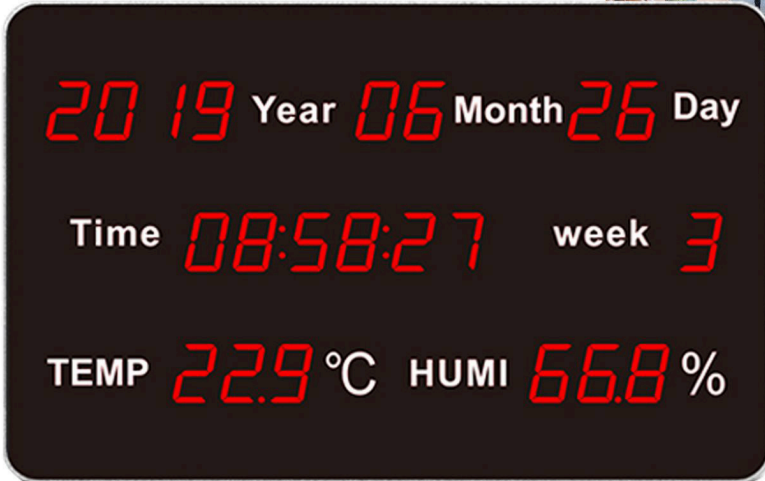 2019 Year 06 Month 26 Day
Time 08:58:27 week 3
TEMP 22.9 °C HUMI 66.8 %